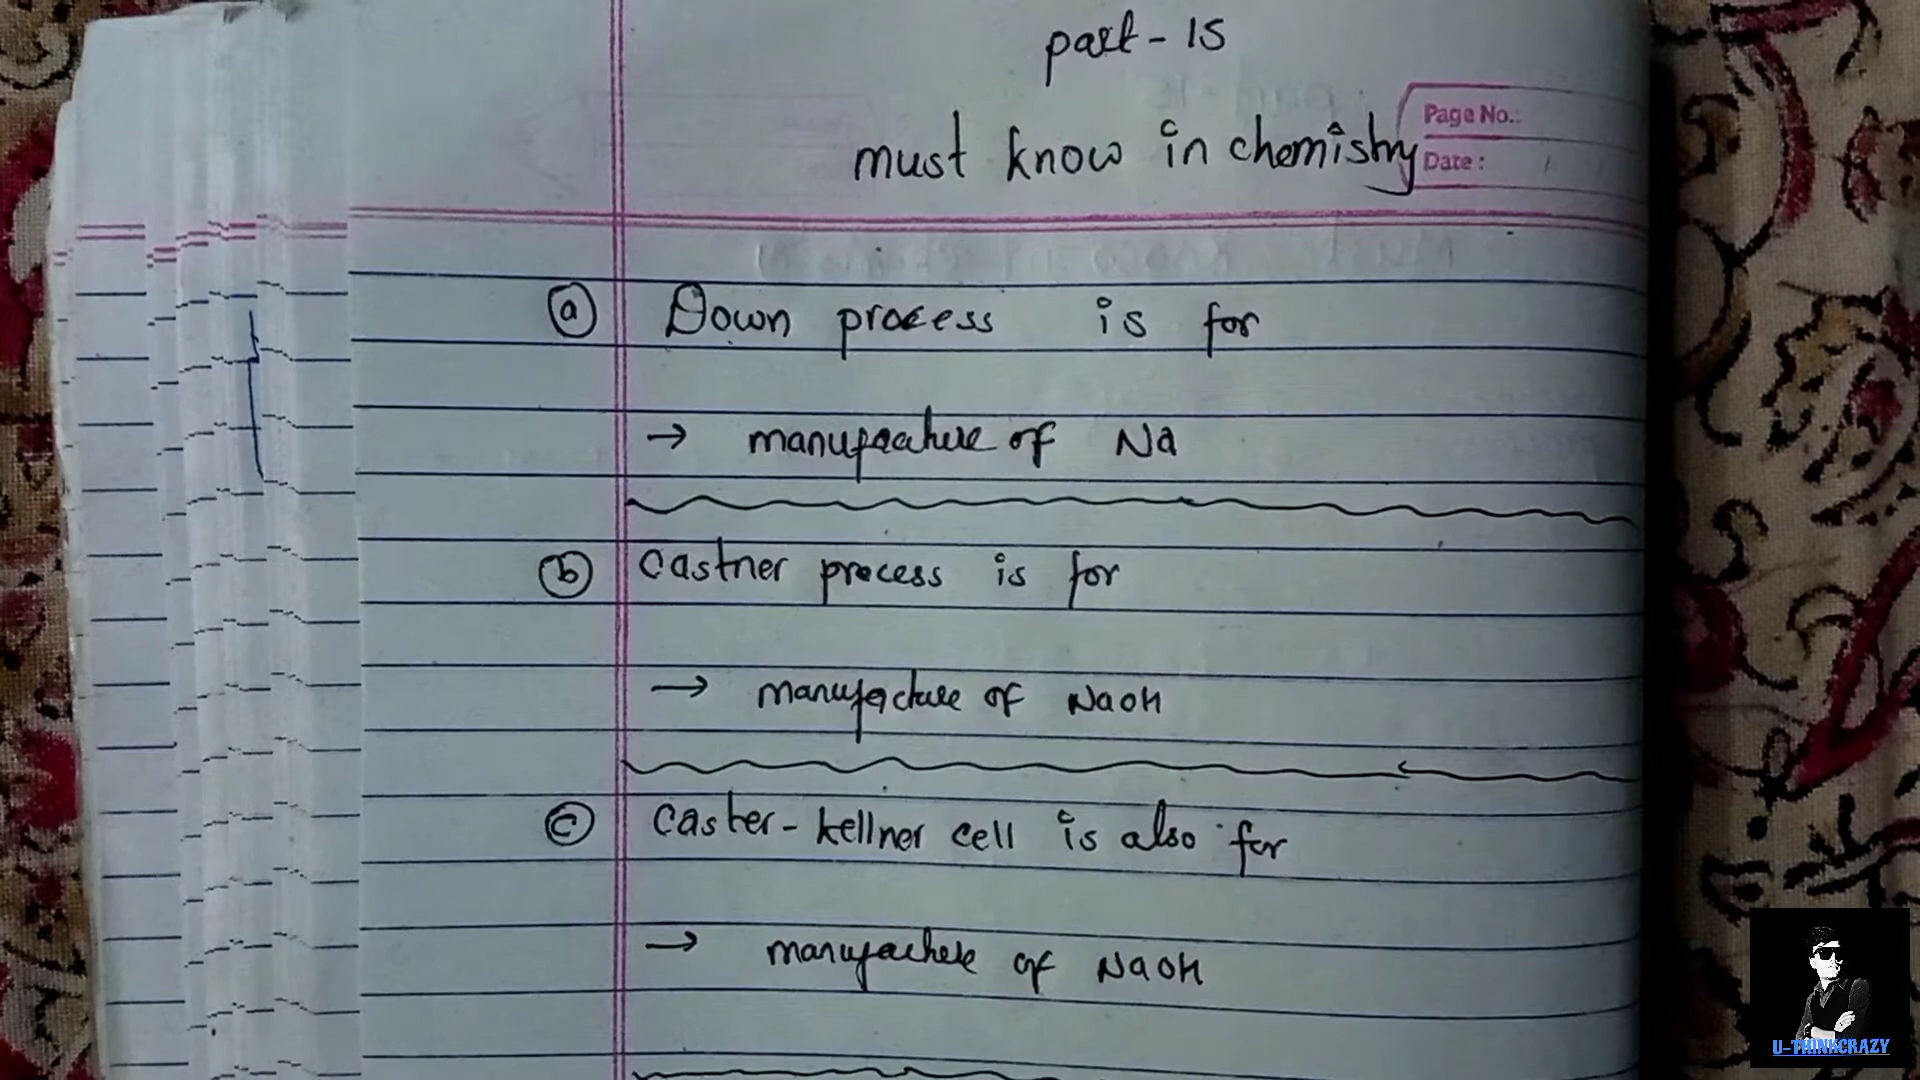 part - 15
must know in chemistry
Page No.:
Date :
ⓐ Down process is for
→ manufacture of Na
ⓑ Castner process is for
→ manufacture of NaOH
ⓒ Caster - kellner cell is also for
→ manufacture of NaOH
U-THINKCRAZY